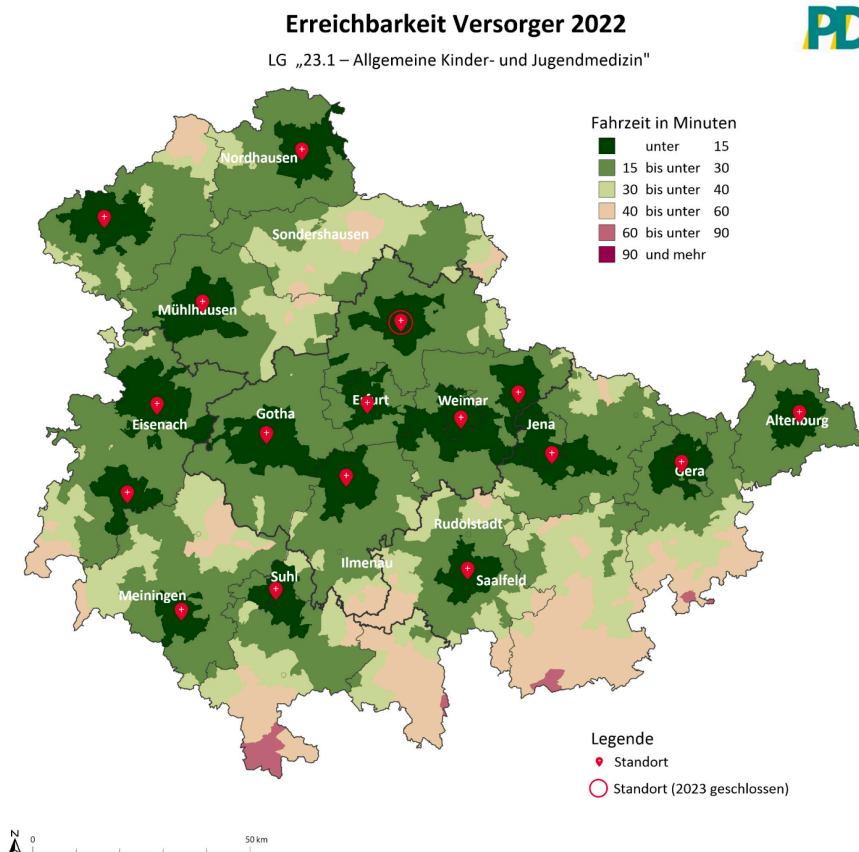 Erreichbarkeit Versorger 2022
PD
LG „23.1 – Allgemeine Kinder- und Jugendmedizin"
Fahrzeit in Minuten
unter 15
15 bis unter 30
30 bis unter 40
40 bis unter 60
60 bis unter 90
90 und mehr
Nordhausen
Sondershausen
Mühlhausen
Erfurt
Weimar
Gotha
Eisenach
Jena
Altenburg
Gera
Rudolstadt
Ilmenau
Suhl
Saalfeld
Meiningen
Legende
Standort
Standort (2023 geschlossen)
N
0 50 km